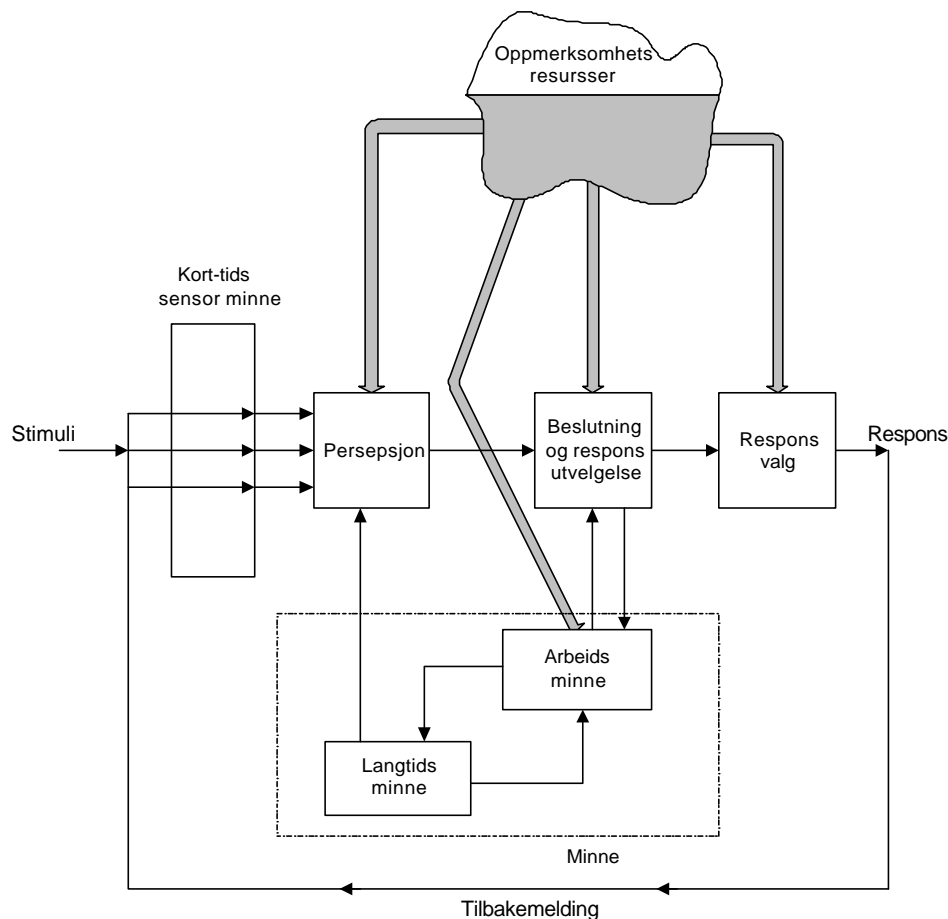 Oppmerksomhets
resursser
Kort-tids
sensor minne
Stimuli
Persepsjon
Beslutning
og respons
utvelgelse
Respons
valg
Respons
Arbeids
minne
Langtids
minne
Minne
Tilbakemelding